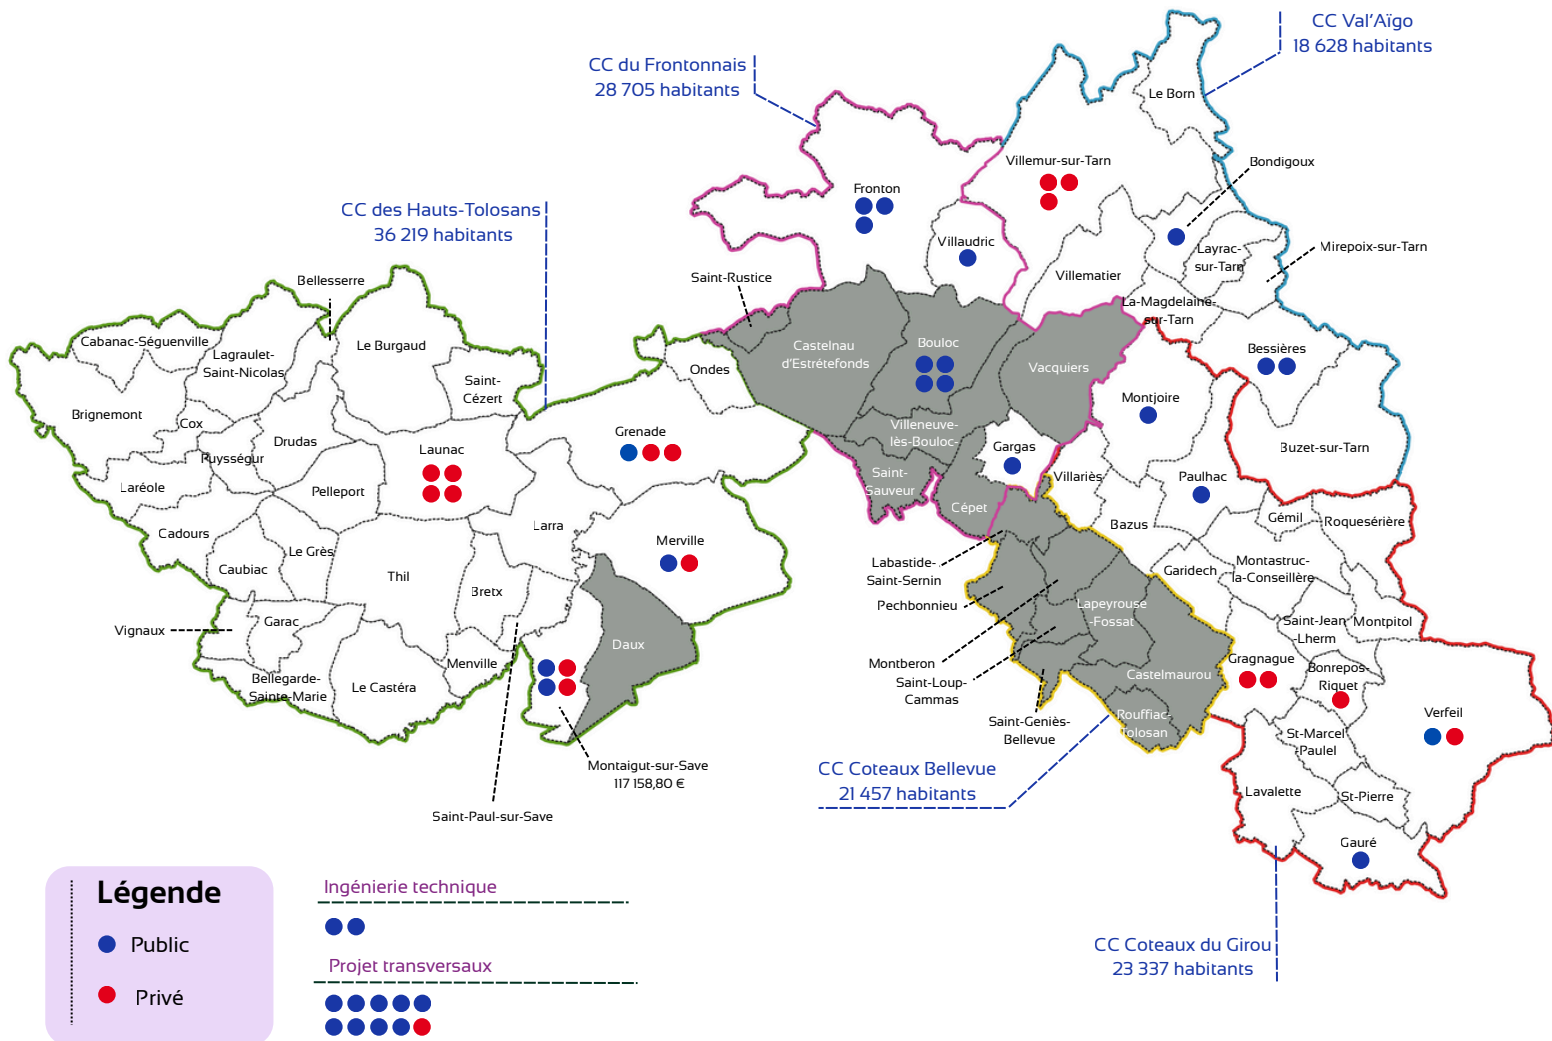 CC Val'Aïgo
18 628 habitants
CC du Frontonnais
28 705 habitants
Le Born
Bondigoux
Villemur-sur-Tarn
Fronton
CC des Hauts-Tolosans
36 219 habitants
Villaudric
Layrac-
sur-Tarn
Mirepoix-sur-Tarn
Villematier
Saint-Rustice
Bellesserre
La-Magdelaine-
sur-Tarn
Cabanac-Séguenville
Le Burgaud
Lagraulet-
Saint-Nicolas
Castelnau
d'Estrétefonds
Bouloc
Bessières
Vacquiers
Ondes
Saint-
Cézert
Montjoire
Brignemont
Cox
Drudas
Grenade
Villeneuve-
lès-Bouloc-
Gargas
Buzet-sur-Tarn
Launac
Puysségur
Pelleport
Laréole
Saint-
Sauveur
Villariès
Paulhac
Cépet
Gémil
Roquesérière
Bazus
Larra
Cadours
Le Grès
Merville
Labastide-
Saint-Sernin
Caubiac
Thil
Garidech
Montastruc-
la-Conseillère
Bretx
Pechbonnieu
Lapeyrouse
-Fossat
Garac
Vignaux
Saint-Jean
-Lherm
Montpitol
Daux
Menville
Montberon
Gragnague
Bonrepos-
Riquet
Castelmaurou
Bellegarde-
Sainte-Marie
Le Castéra
Saint-Loup-
Cammas
Saint-Geniès-
Bellevue
Rouffiac-
Tolosan
Verfeil
St-Marcel
Paulel
Montaigut-sur-Save
117 158,80 €
CC Coteaux Bellevue
21 457 habitants
Lavalette
St-Pierre
Saint-Paul-sur-Save
Gauré
Légende
Public
Privé
Ingénierie technique
Projet transversaux
CC Coteaux du Girou
23 337 habitants